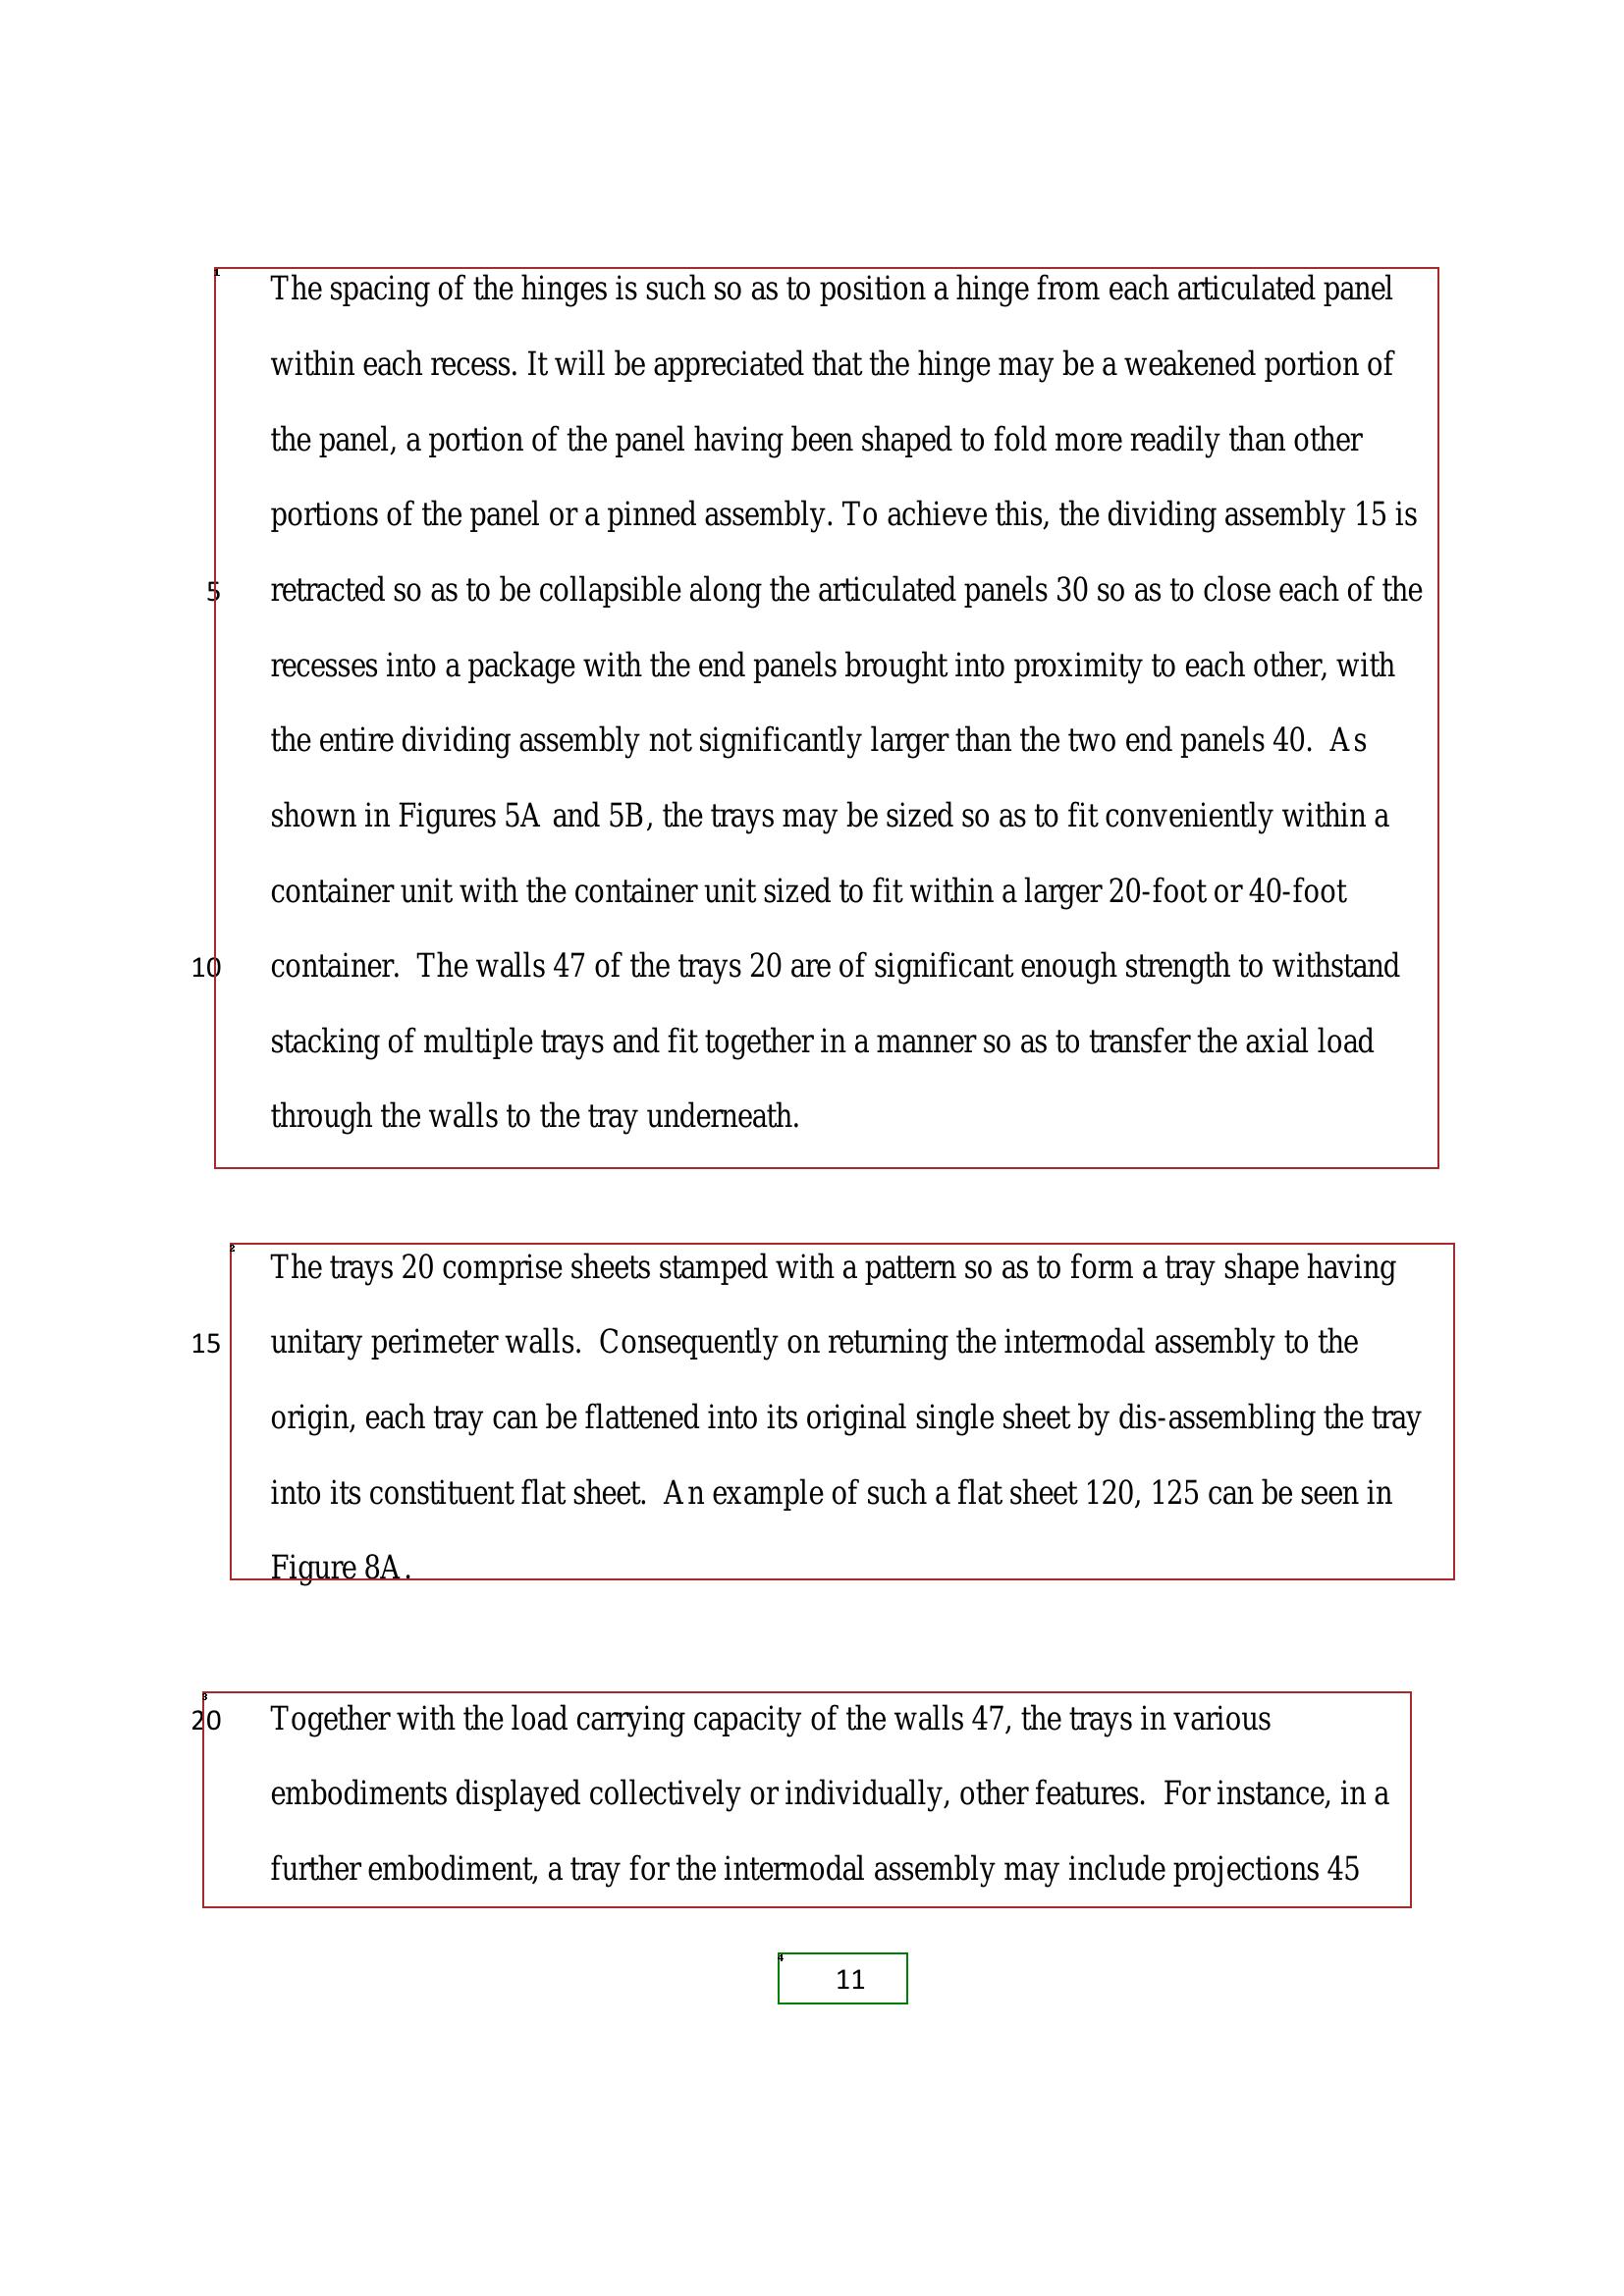 1
The spacing of the hinges is such so as to position a hinge from each articulated panel
within each recess. It will be appreciated that the hinge may be a weakened portion of
the panel, a portion of the panel having been shaped to fold more readily than other
portions of the panel or a pinned assembly. To achieve this, the dividing assembly 15 is
5 retracted so as to be collapsible along the articulated panels 30 so as to close each of the
recesses into a package with the end panels brought into proximity to each other, with
the entire dividing assembly not significantly larger than the two end panels 40.  As
shown in Figures 5A and 5B, the trays may be sized so as to fit conveniently within a
container unit with the container unit sized to fit within a larger 20-foot or 40-foot
10 container.  The walls 47 of the trays 20 are of significant enough strength to withstand
stacking of multiple trays and fit together in a manner so as to transfer the axial load
through the walls to the tray underneath.
2
The trays 20 comprise sheets stamped with a pattern so as to form a tray shape having
15 unitary perimeter walls.  Consequently on returning the intermodal assembly to the
origin, each tray can be flattened into its original single sheet by dis-assembling the tray
into its constituent flat sheet.  An example of such a flat sheet 120, 125 can be seen in
Figure 8A.
3
20 Together with the load carrying capacity of the walls 47, the trays in various
embodiments displayed collectively or individually, other features.  For instance, in a
further embodiment, a tray for the intermodal assembly may include projections 45
4
11